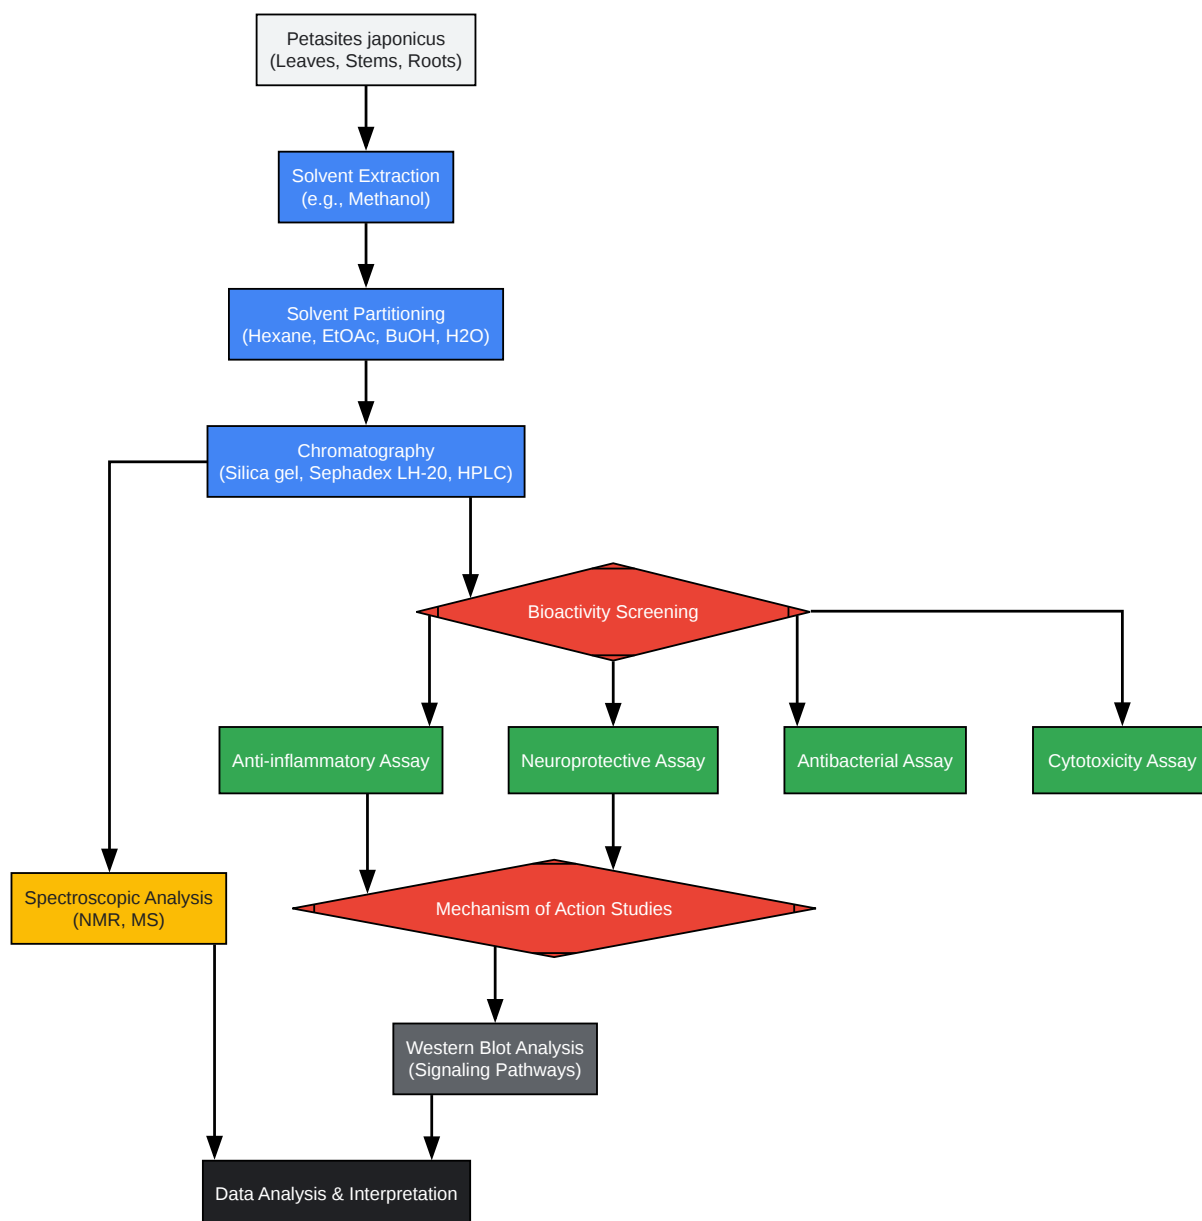 Petasites japonicus
(Leaves, Stems, Roots)
Solvent Extraction
(e.g., Methanol)
Solvent Partitioning
(Hexane, EtOAc, BuOH, H2O)
Chromatography
(Silica gel, Sephadex LH-20, HPLC)
Bioactivity Screening
Anti-inflammatory Assay
Neuroprotective Assay
Antibacterial Assay
Cytotoxicity Assay
Spectroscopic Analysis
(NMR, MS)
Mechanism of Action Studies
Western Blot Analysis
(Signaling Pathways)
Data Analysis & Interpretation